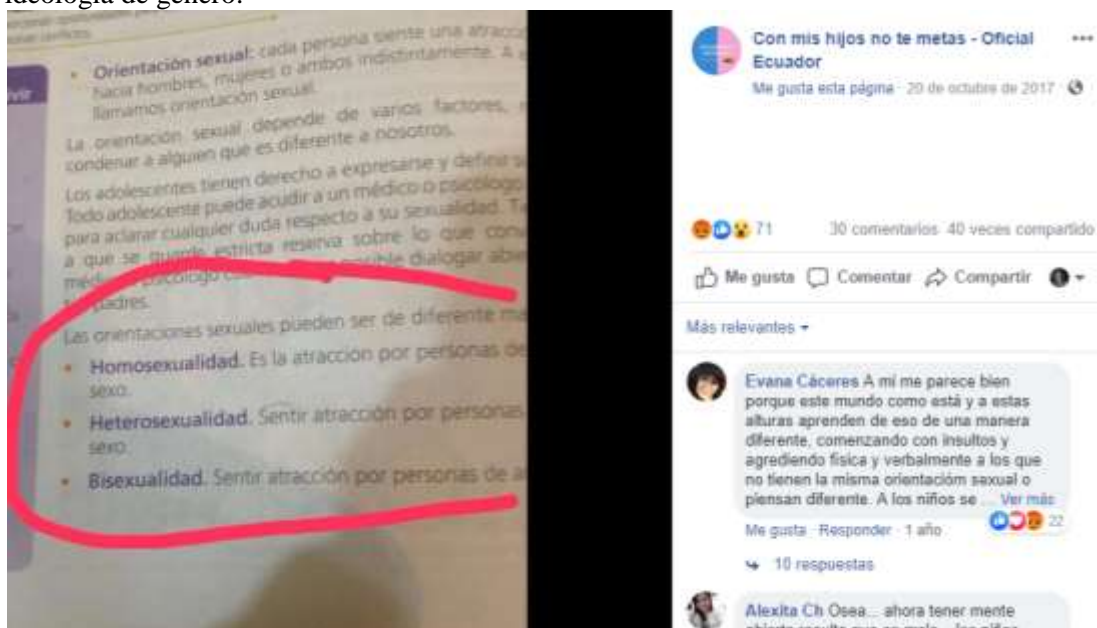 ideología de género.
conflictos.
vir
• Orientación sexual: cada persona siente una atracc
hacia hombres, mujeres o ambos indistintamente. A e
llamamos orientación sexual.
La orientación sexual depende de varios factores,
condenar a alguien que es diferente a nosotros.
Los adolescentes tienen derecho a expresarse y definir s
Todo adolescente puede acudir a un médico o psicólogo
para aclarar cualquier duda respecto a su sexualidad. Ta
a que se guarde estricta reserva sobre lo que conv
posible dialogar abie
padres.
Las orientaciones sexuales pueden ser de diferente ma
• Homosexualidad. Es la atracción por personas de
sexo.
• Heterosexualidad. Sentir atracción por personas
sexo.
• Bisexualidad. Sentir atracción por personas de a
Con mis hijos no te metas - Oficial
Ecuador
Me gusta esta página · 20 de octubre de 2017
71
30 comentarios 40 veces compartido
Me gusta Comentar Compartir
Más relevantes
Evana Cáceres A mí me parece bien
porque este mundo como está y a estas
alturas aprenden de eso de una manera
diferente, comenzando con insultos y
agrediendo física y verbalmente a los que
no tienen la misma orientacióm sexual o
piensan diferente. A los niños se ... Ver más
Me gusta · Responder · 1 año
22
10 respuestas
Alexita Ch Osea... ahora tener mente